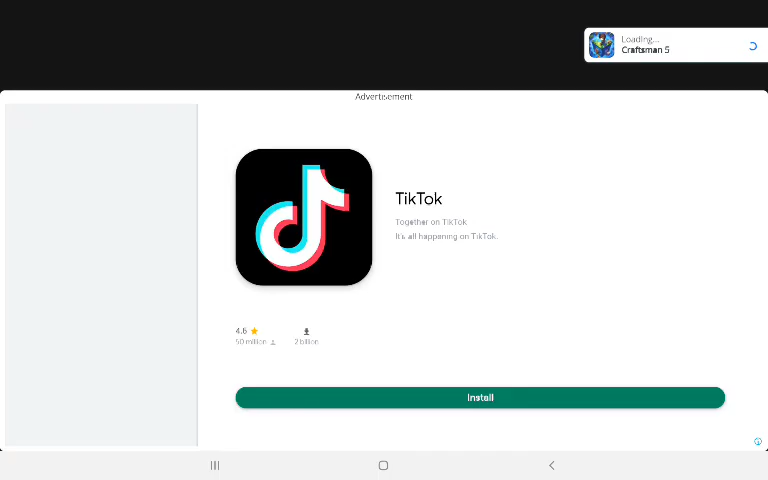 Loading...
Craftsman 5
Advertisement
TikTok
Together on TikTok
It's all happening on TikTok.
4.6
50 million
2 billion
Install